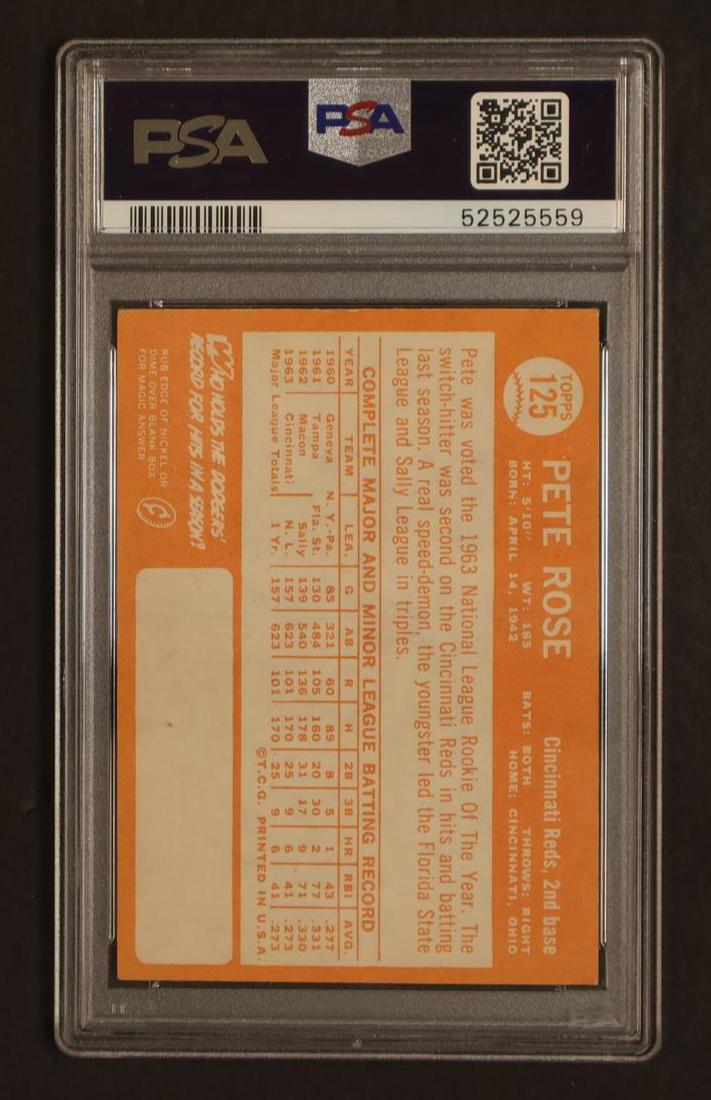 PSA
PSA
52525559
TOPPS
125
PETE ROSE
Cincinnati Reds, 2nd base
HT: 5'10" WT: 185 BATS: BOTH THROWS: RIGHT
BORN: APRIL 14, 1942 HOME: CINCINNATI, OHIO
Pete was voted the 1963 National League Rookie Of The Year. The
switch-hitter was second on the Cincinnati Reds in hits and batting
last season. A real speed-demon, the youngster led the Florida State
League and Sally League in triples.
COMPLETE MAJOR AND MINOR LEAGUE BATTING RECORD
YEAR TEAM LEA. G AB R H 2B 3B HR RBI AVG.
1960 Geneva N. Y.-Pa. 85 321 60 89 8 5 1 43 .277
1961 Tampa Fla. St. 130 484 105 160 20 30 2 77 .331
1962 Macon Sally 139 540 136 178 31 17 9 71 .330
1963 Cincinnati N. L. 157 623 101 170 25 9 6 41 .273
Major League Totals 1 Yr. 157 623 101 170 25 9 6 41 .273
©T.C.G. PRINTED IN U.S.A.
WHO HOLDS THE DODGERS'
RECORD FOR HITS IN A SEASON?
RUB EDGE OF NICKEL OR
DIME OVER BLANK BOX
FOR MAGIC ANSWER